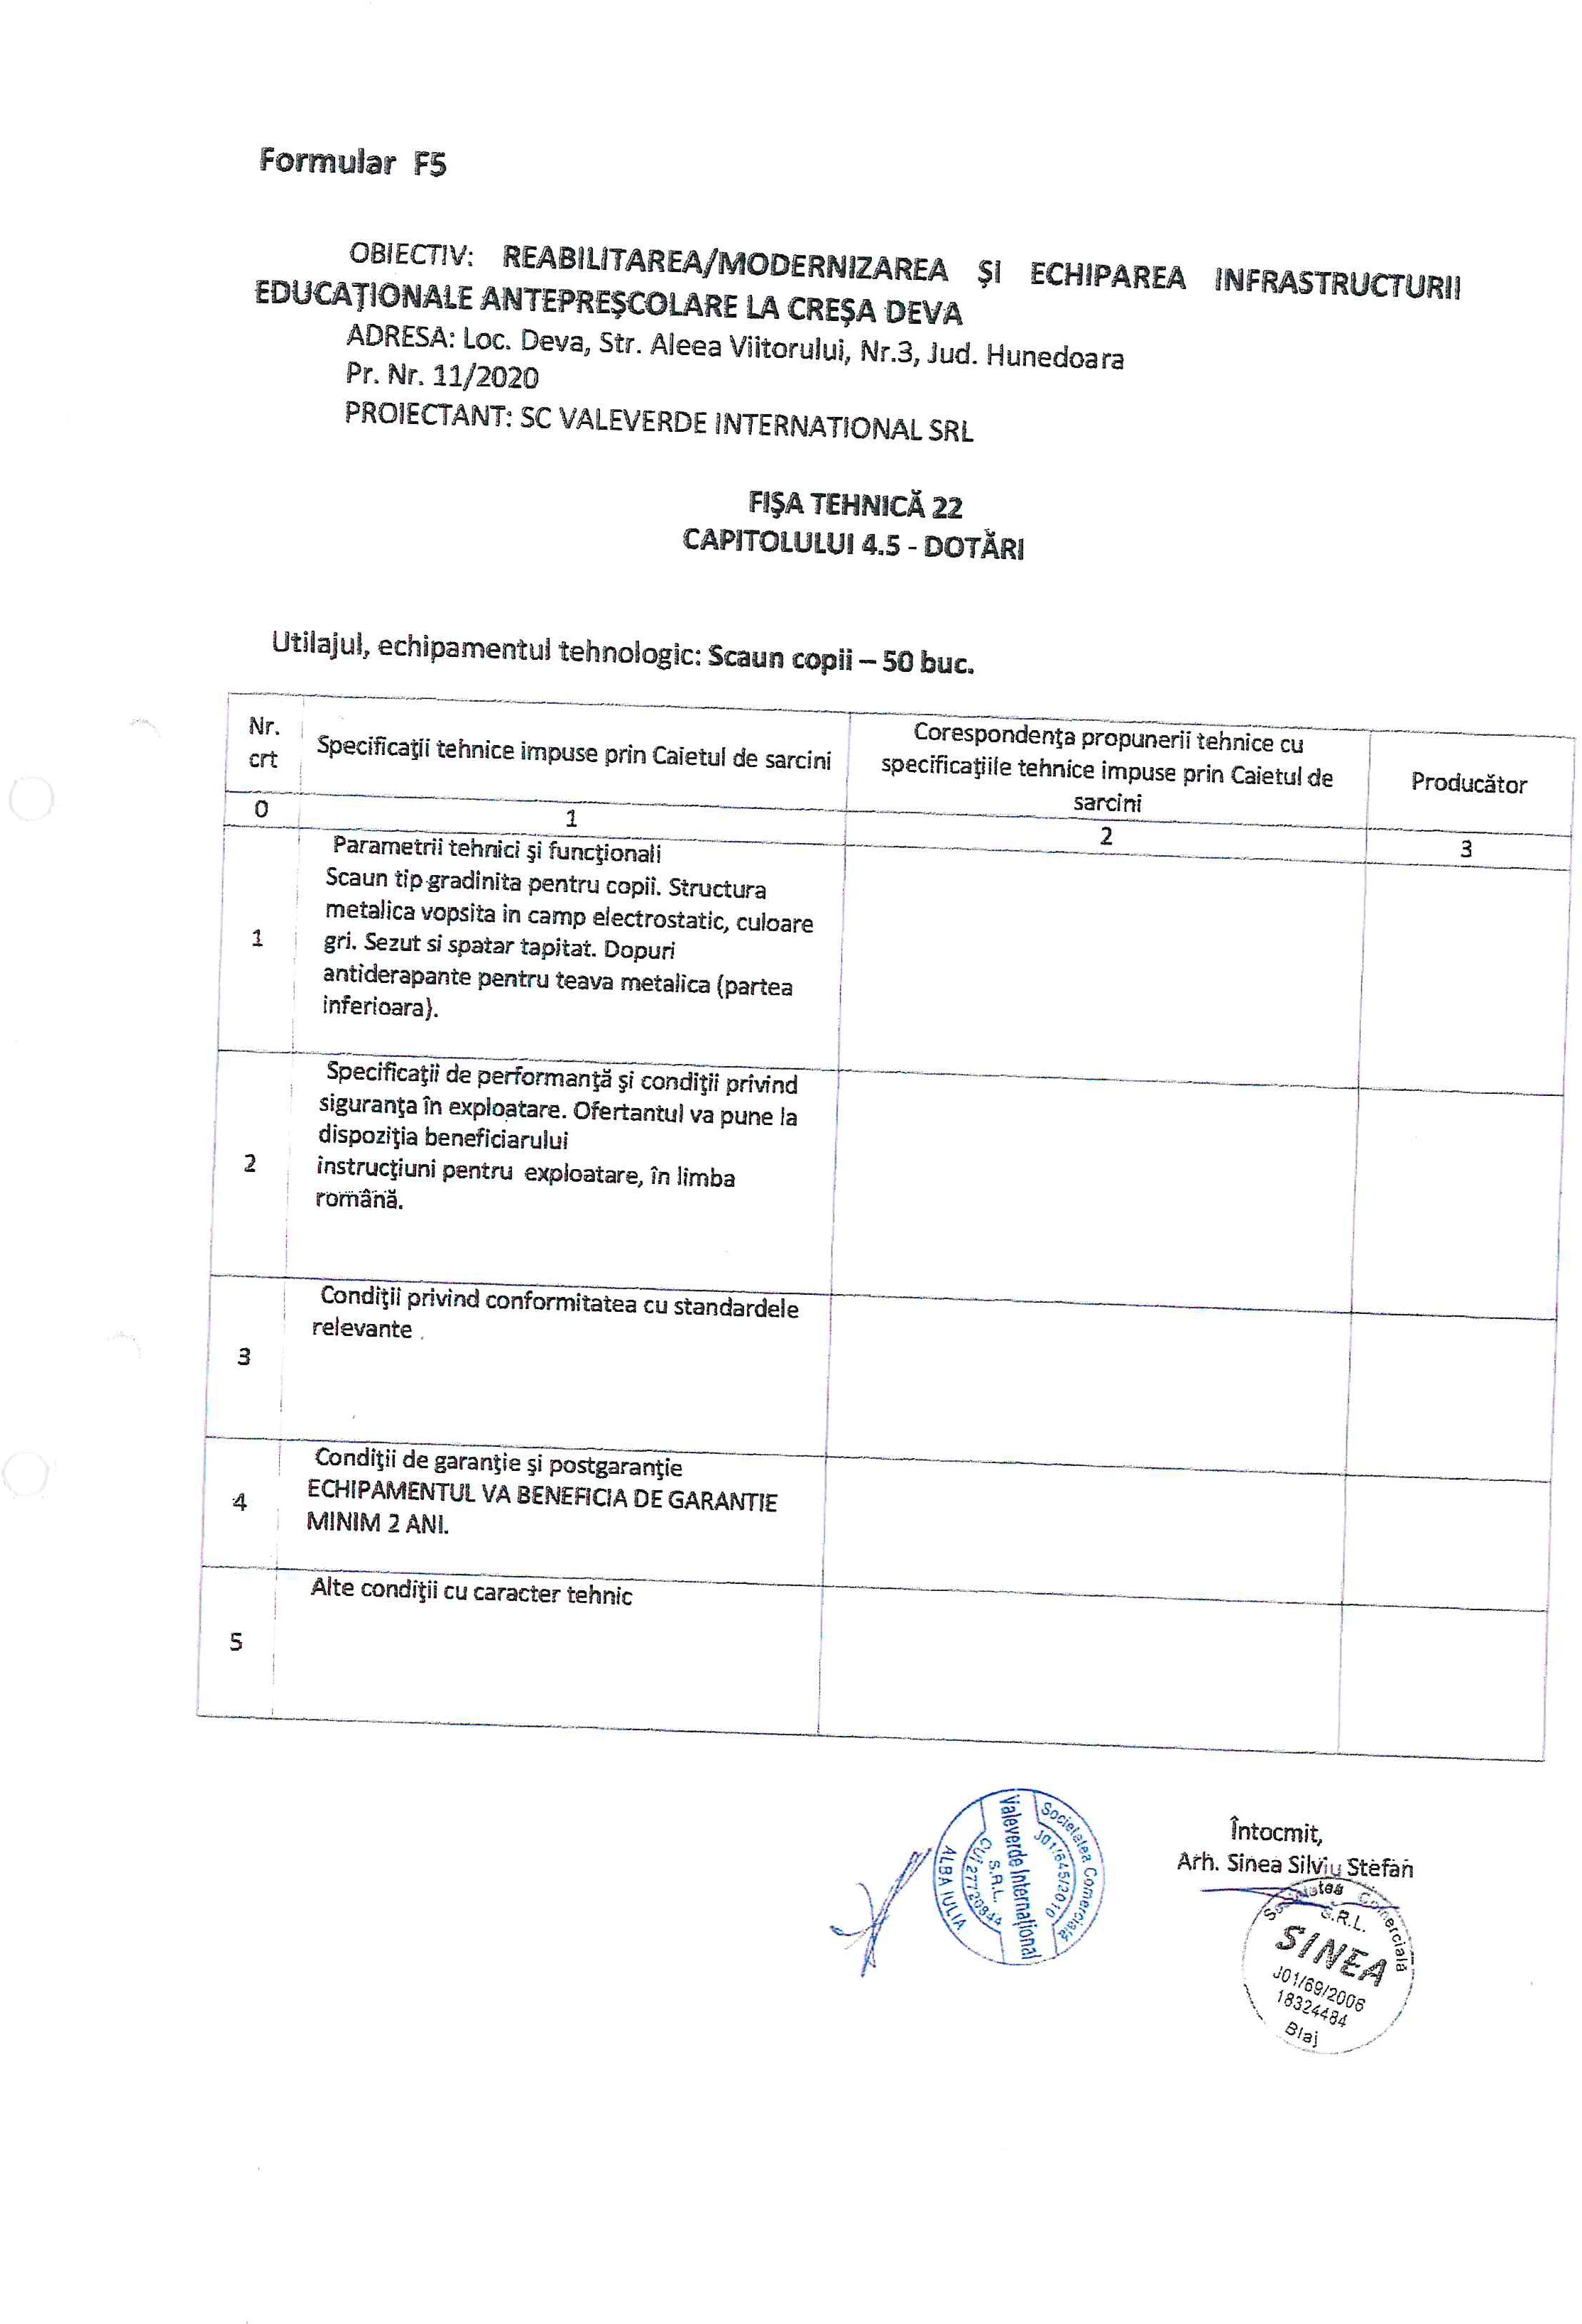 Formular F5
OBIECTIV: REABILITAREA/MODERNIZAREA ŞI ECHIPAREA INFRASTRUCTURII
EDUCAŢIONALE ANTEPREŞCOLARE LA CREŞA DEVA
ADRESA: Loc. Deva, Str. Aleea Viitorului, Nr.3, Jud. Hunedoara
Pr. Nr. 11/2020
PROIECTANT: SC VALEVERDE INTERNATIONAL SRL
FIŞA TEHNICĂ 22
CAPITOLULUI 4.5 - DOTĂRI
Utilajul, echipamentul tehnologic: Scaun copii – 50 buc.
Nr.
crt
Specificaţii tehnice impuse prin Caietul de sarcini
Corespondenţa propunerii tehnice cu
specificaţiile tehnice impuse prin Caietul de
sarcini
Producător
0
1
2
3
1
Parametrii tehnici şi funcţionali
Scaun tip gradinita pentru copii. Structura
metalica vopsita in camp electrostatic, culoare
gri. Sezut si spatar tapitat. Dopuri
antiderapante pentru teava metalica (partea
inferioara).
2
Specificaţii de performanţă şi condiţii privind
siguranţa în exploatare. Ofertantul va pune la
dispoziţia beneficiarului
instrucţiuni pentru exploatare, în limba
română.
3
Condiţii privind conformitatea cu standardele
relevante .
4
Condiţii de garanţie şi postgaranţie
ECHIPAMENTUL VA BENEFICIA DE GARANTIE
MINIM 2 ANI.
5
Alte condiţii cu caracter tehnic
Societatea Comercială
J01/645/2010
Valeverde Internaţional
S.R.L.
CUI 27720944
ALBA IULIA
Întocmit,
Arh. Sinea Silviu Stefan
Societatea Comercială
S.R.L.
SINEA
J01/69/2006
18324484
Blaj